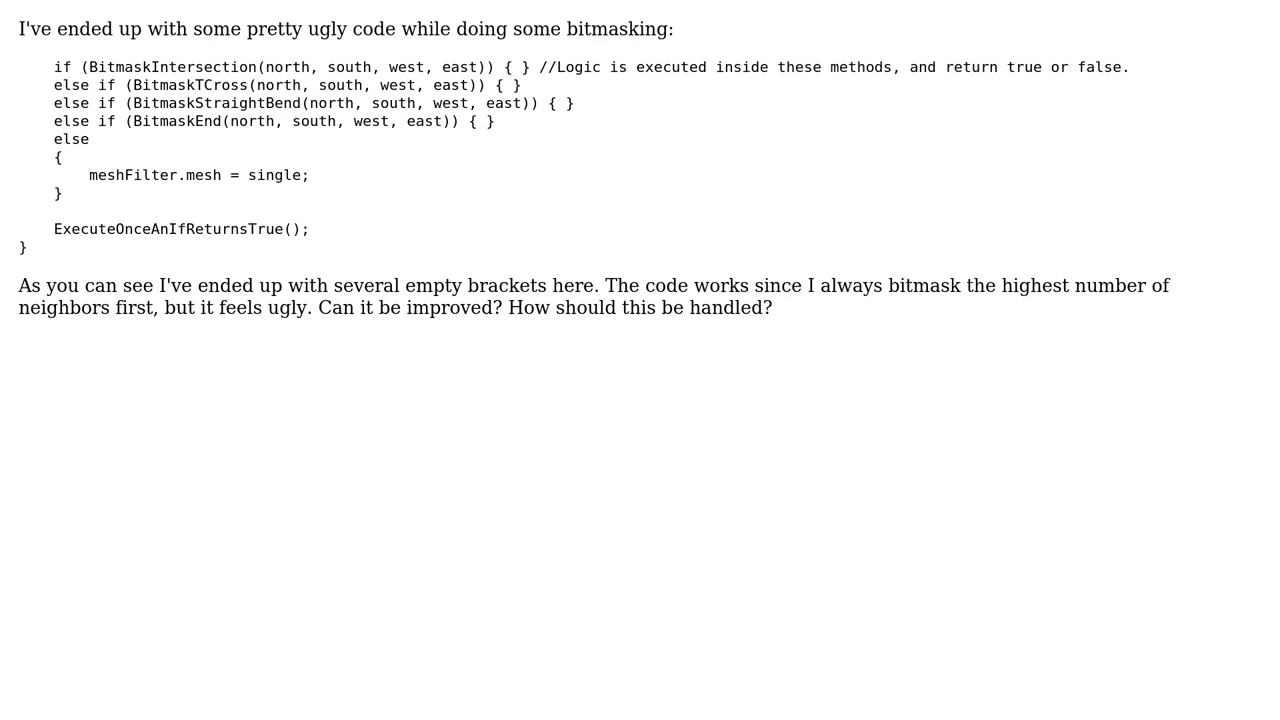 I've ended up with some pretty ugly code while doing some bitmasking:
if (BitmaskIntersection(north, south, west, east)) { } //Logic is executed inside these methods, and return true or false.
else if (BitmaskTCross(north, south, west, east)) { }
else if (BitmaskStraightBend(north, south, west, east)) { }
else if (BitmaskEnd(north, south, west, east)) { }
else
{
meshFilter.mesh = single;
}
ExecuteOnceAnIfReturnsTrue();
}
As you can see I've ended up with several empty brackets here. The code works since I always bitmask the highest number of
neighbors first, but it feels ugly. Can it be improved? How should this be handled?